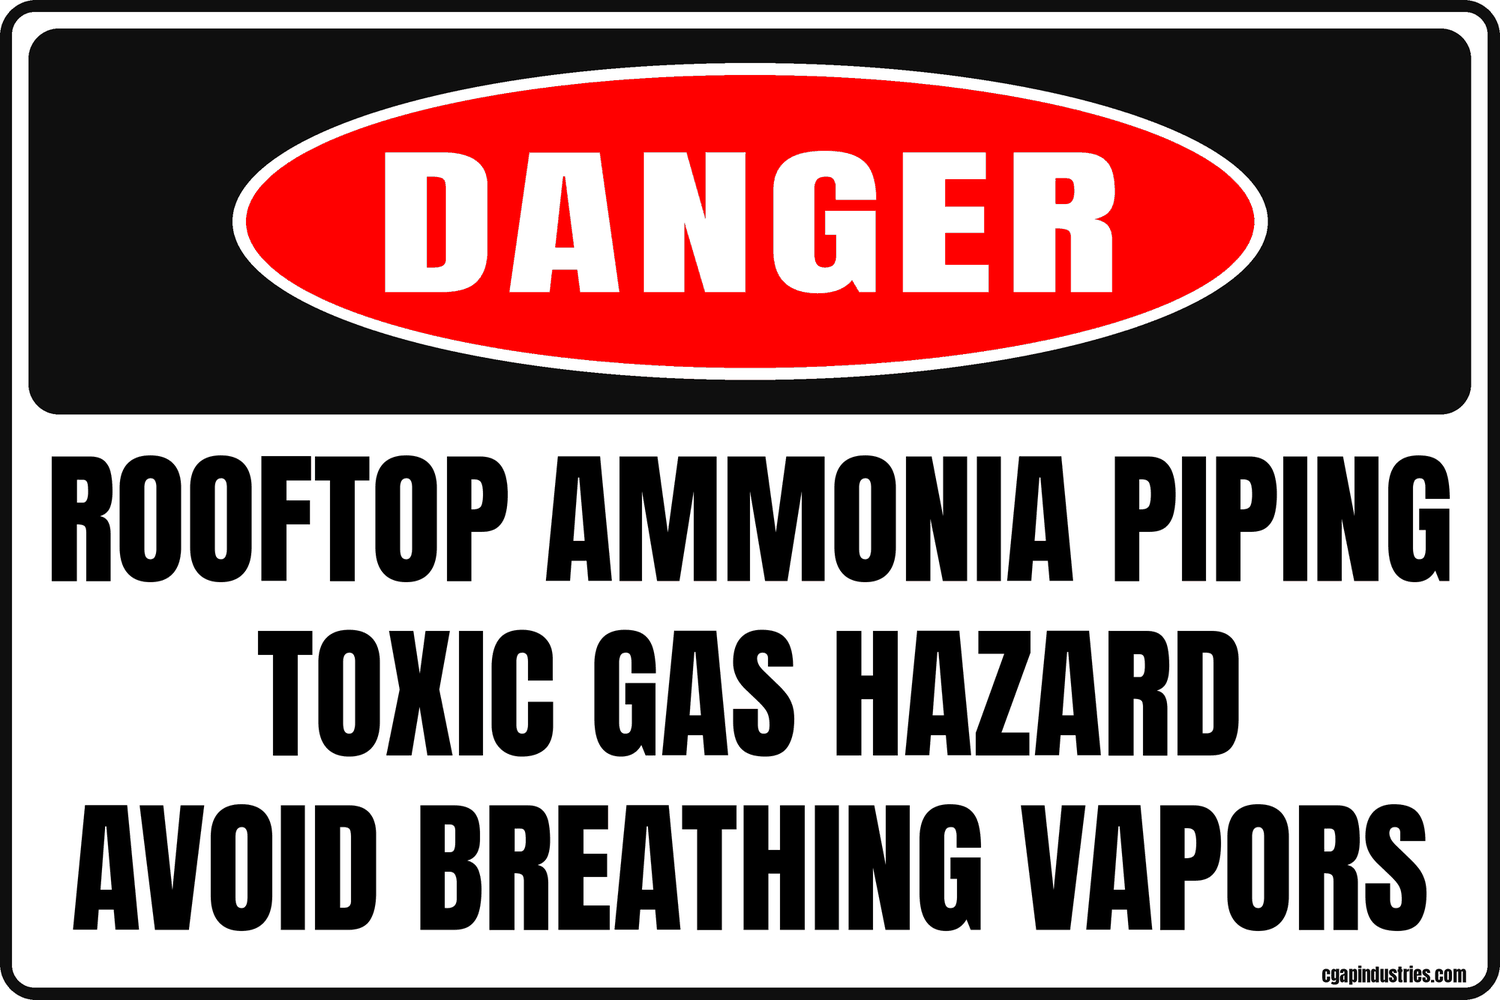 DANGER
ROOFTOP AMMONIA PIPING
TOXIC GAS HAZARD
AVOID BREATHING VAPORS
cgapindustries.com